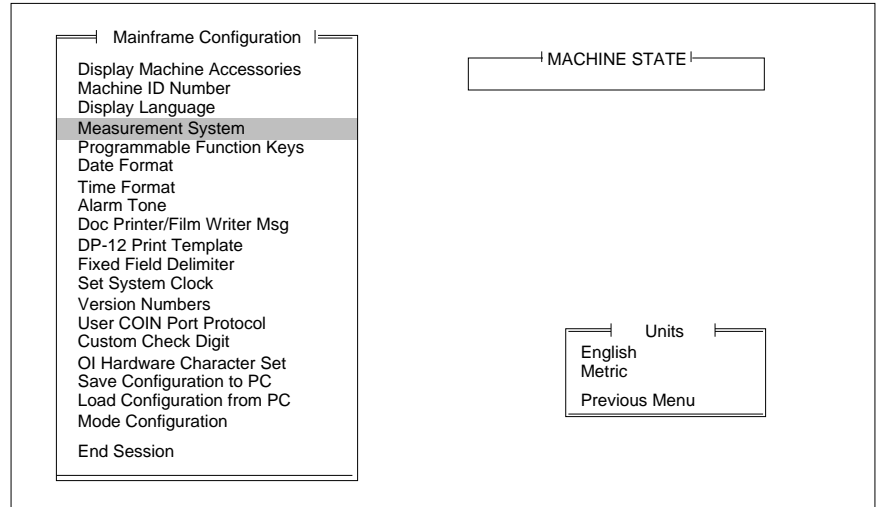 Mainframe Configuration
Display Machine Accessories
Machine ID Number
Display Language
Measurement System
Programmable Function Keys
Date Format
Time Format
Alarm Tone
Doc Printer/Film Writer Msg
DP-12 Print Template
Fixed Field Delimiter
Set System Clock
Version Numbers
User COIN Port Protocol
Custom Check Digit
OI Hardware Character Set
Save Configuration to PC
Load Configuration from PC
Mode Configuration
End Session
MACHINE STATE
Units
English
Metric
Previous Menu